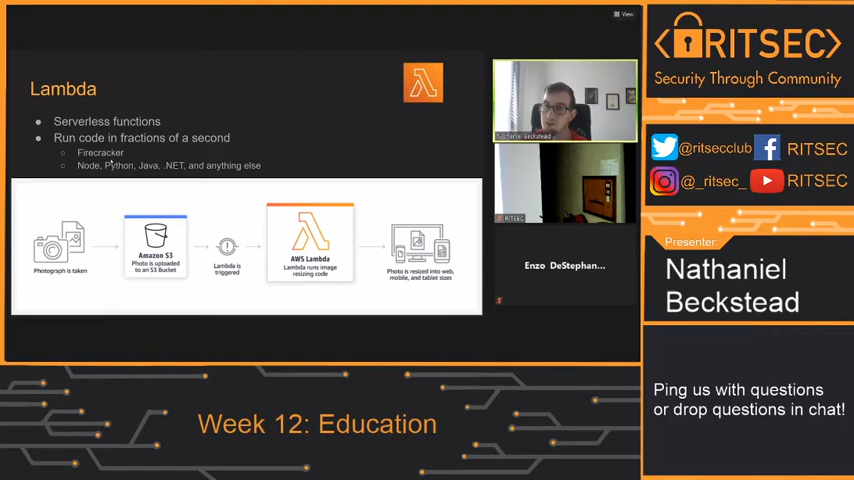 View
Lambda
Serverless functions
Run code in fractions of a second
Firecracker
Node, Python, Java, .NET, and anything else
Photograph is taken
Amazon S3
Photo is uploaded
to an S3 Bucket
Lambda is
triggered
AWS Lambda
Lambda runs image
resizing code
Photo is resized into web,
mobile, and tablet sizes
Nathaniel Beckstead
RITSEC
Enzo DeStephan...
<RITSEC>
Security Through Community
@ritsecclub
RITSEC
@_ritsec_
RITSEC
Presenter:
Nathaniel
Beckstead
Ping us with questions
or drop questions in chat!
Week 12: Education